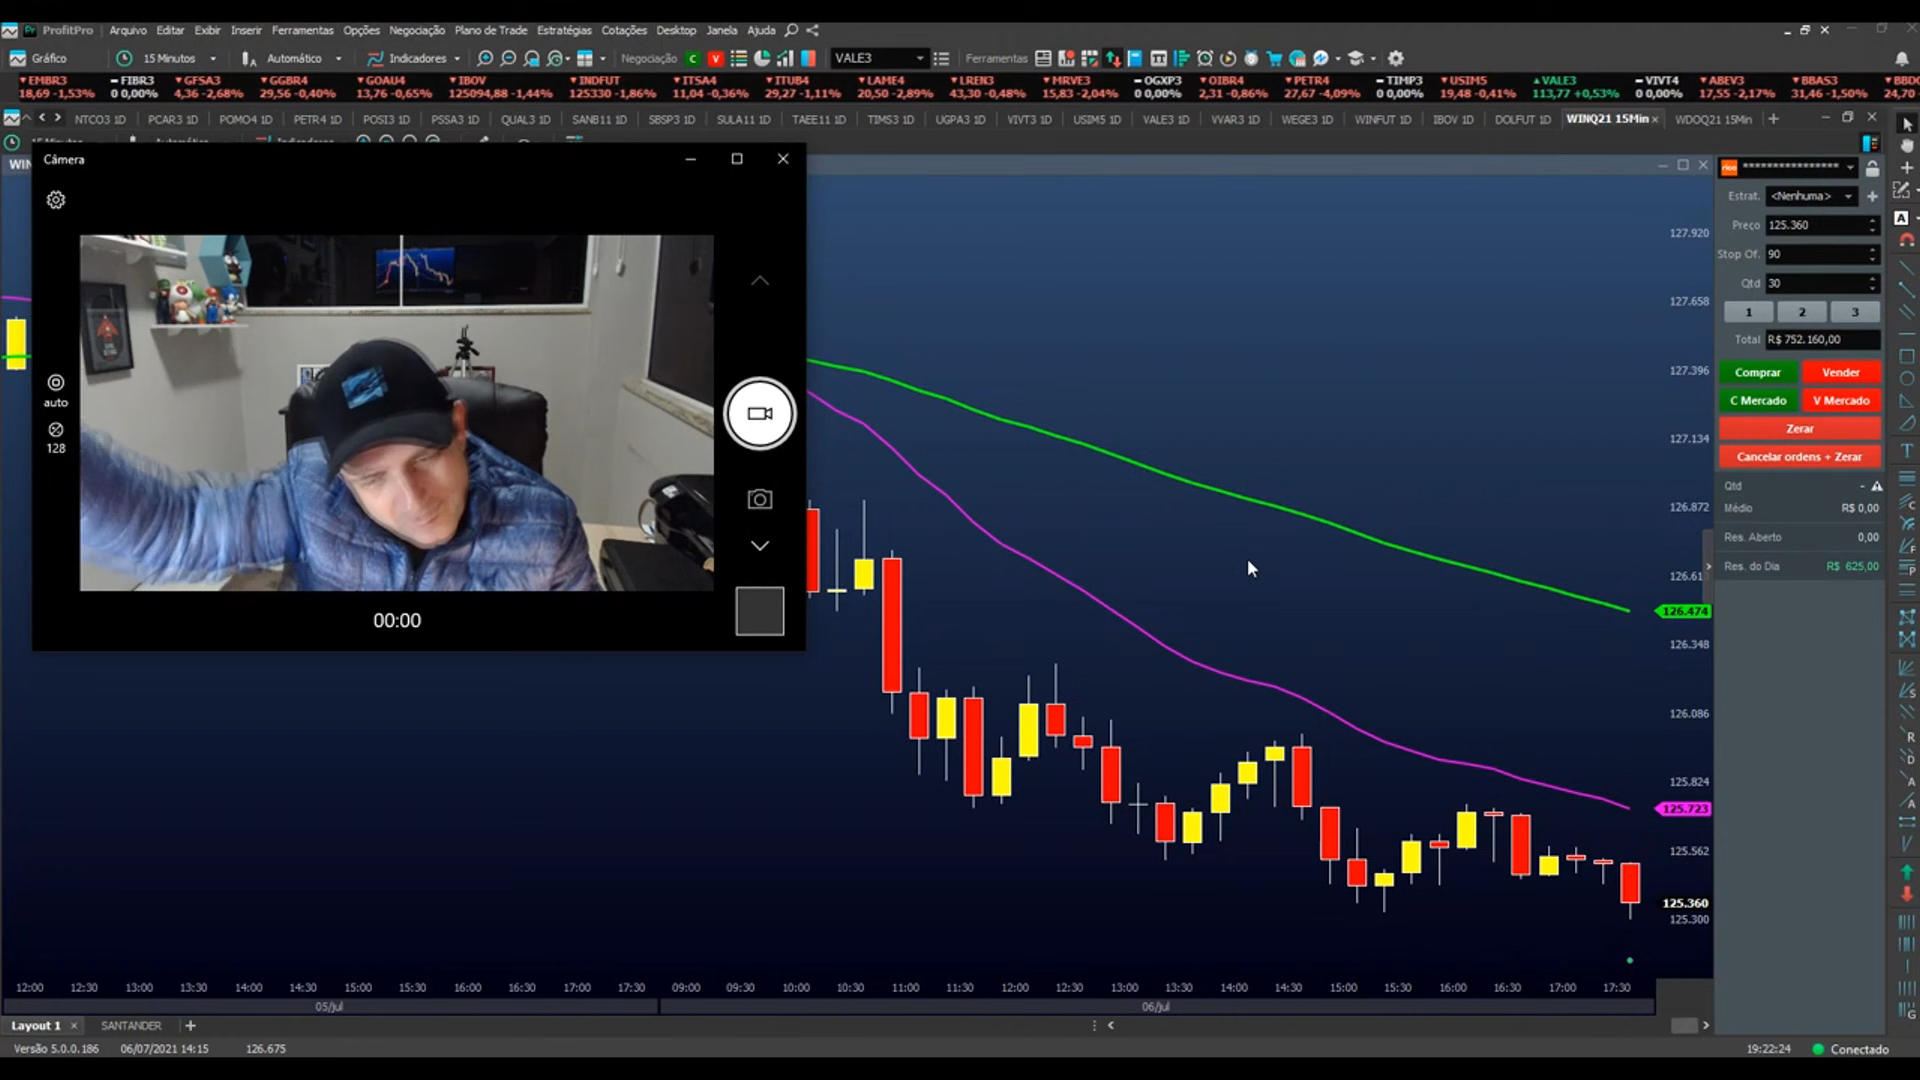 ProfitPro Arquivo Editar Exibir Inserir Ferramentas Opções Negociação Plano de Trade Estratégias Cotações Desktop Janela Ajuda
Gráfico 15 Minutos Automático Indicadores Negociação C V VALE3 Ferramentas
EMBR3 FIBR3 GFSA3 GGBR4 GOAU4 IBOV INDFUT ITSA4 ITUB4 LAME4 LREN3 MRVE3 OGXP3 OIBR4 PETR4 TIMP3 USIM5 VALE3 VIVT4 ABEV3 BBAS3 BBDC
18,69 -1,53% 0 0,00% 4,36 -2,68% 29,56 -0,40% 13,76 -0,65% 125094,88 -1,44% 125330 -1,86% 11,04 -0,36% 29,27 -1,11% 20,50 -2,89% 43,30 -0,48% 15,83 -2,04% 0 0,00% 2,31 -0,86% 27,67 -4,09% 0 0,00% 19,48 -0,41% 113,77 +0,53% 0 0,00% 17,55 -2,17% 31,46 -1,50% 24,70
NTCO3 1D PCAR3 1D POMO4 1D PETR4 1D POSI3 1D PSSA3 1D QUAL3 1D SANB11 1D SBSP3 1D SULA11 1D TAEE11 1D TIMS3 1D UGPA3 1D VIVT3 1D USIM5 1D VALE3 1D VVAR3 1D WEGE3 1D WINFUT 1D IBOV 1D DOLFUT 1D WINQ21 15Min WDOQ21 15Min
Câmera
auto
128
00:00
127.920
127.658
127.396
127.134
126.872
126.61
126.474
126.348
126.086
125.824
125.723
125.562
125.360
125.300
rico ****************
Estrat. <Nenhuma>
Preço 125.360
Stop Of. 90
Qtd 30
1 2 3
Total R$ 752.160,00
Comprar Vender
C Mercado V Mercado
Zerar
Cancelar ordens + Zerar
Qtd -
Médio R$ 0,00
Res. Aberto 0,00
Res. do Dia R$ 625,00
12:00 12:30 13:00 13:30 14:00 14:30 15:00 15:30 16:00 16:30 17:00 17:30 09:00 09:30 10:00 10:30 11:00 11:30 12:00 12:30 13:00 13:30 14:00 14:30 15:00 15:30 16:00 16:30 17:00 17:30
05/jul 06/jul
Layout 1 SANTANDER
Versão 5.0.0.186 06/07/2021 14:15 126.675 19:22:24 Conectado